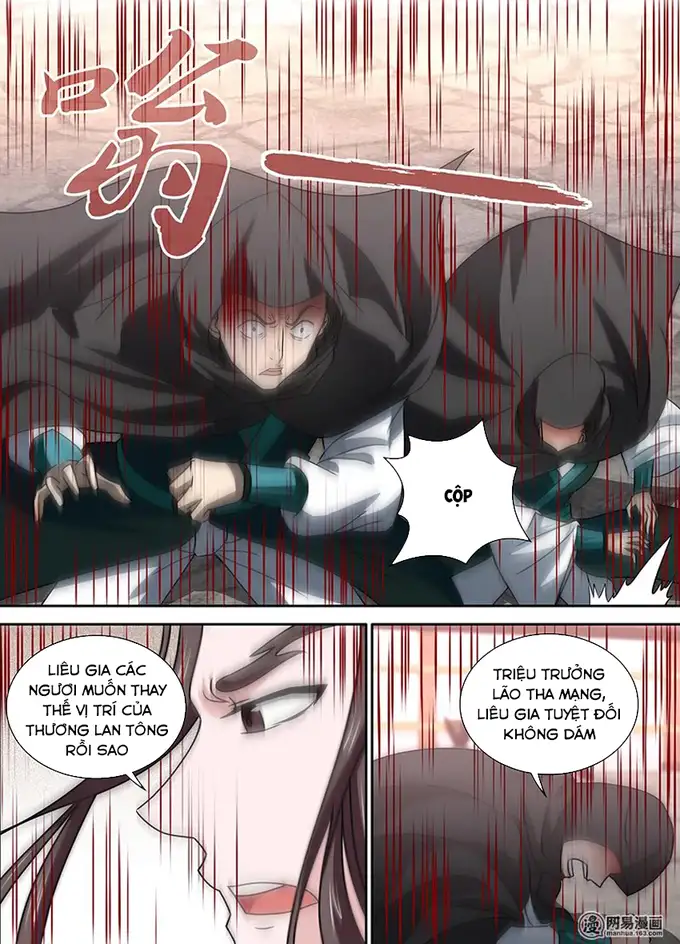 嗡一
CỘP
LIÊU GIA CÁC
NGƯƠI MUỐN THAY
THẾ VỊ TRÍ CỦA
THƯƠNG LAN TÔNG
RỒI SAO
TRIỆU TRƯỞNG
LÃO THA MẠNG,
LIÊU GIA TUYỆT ĐỐI
KHÔNG DÁM
网易漫画
manhua.163.com